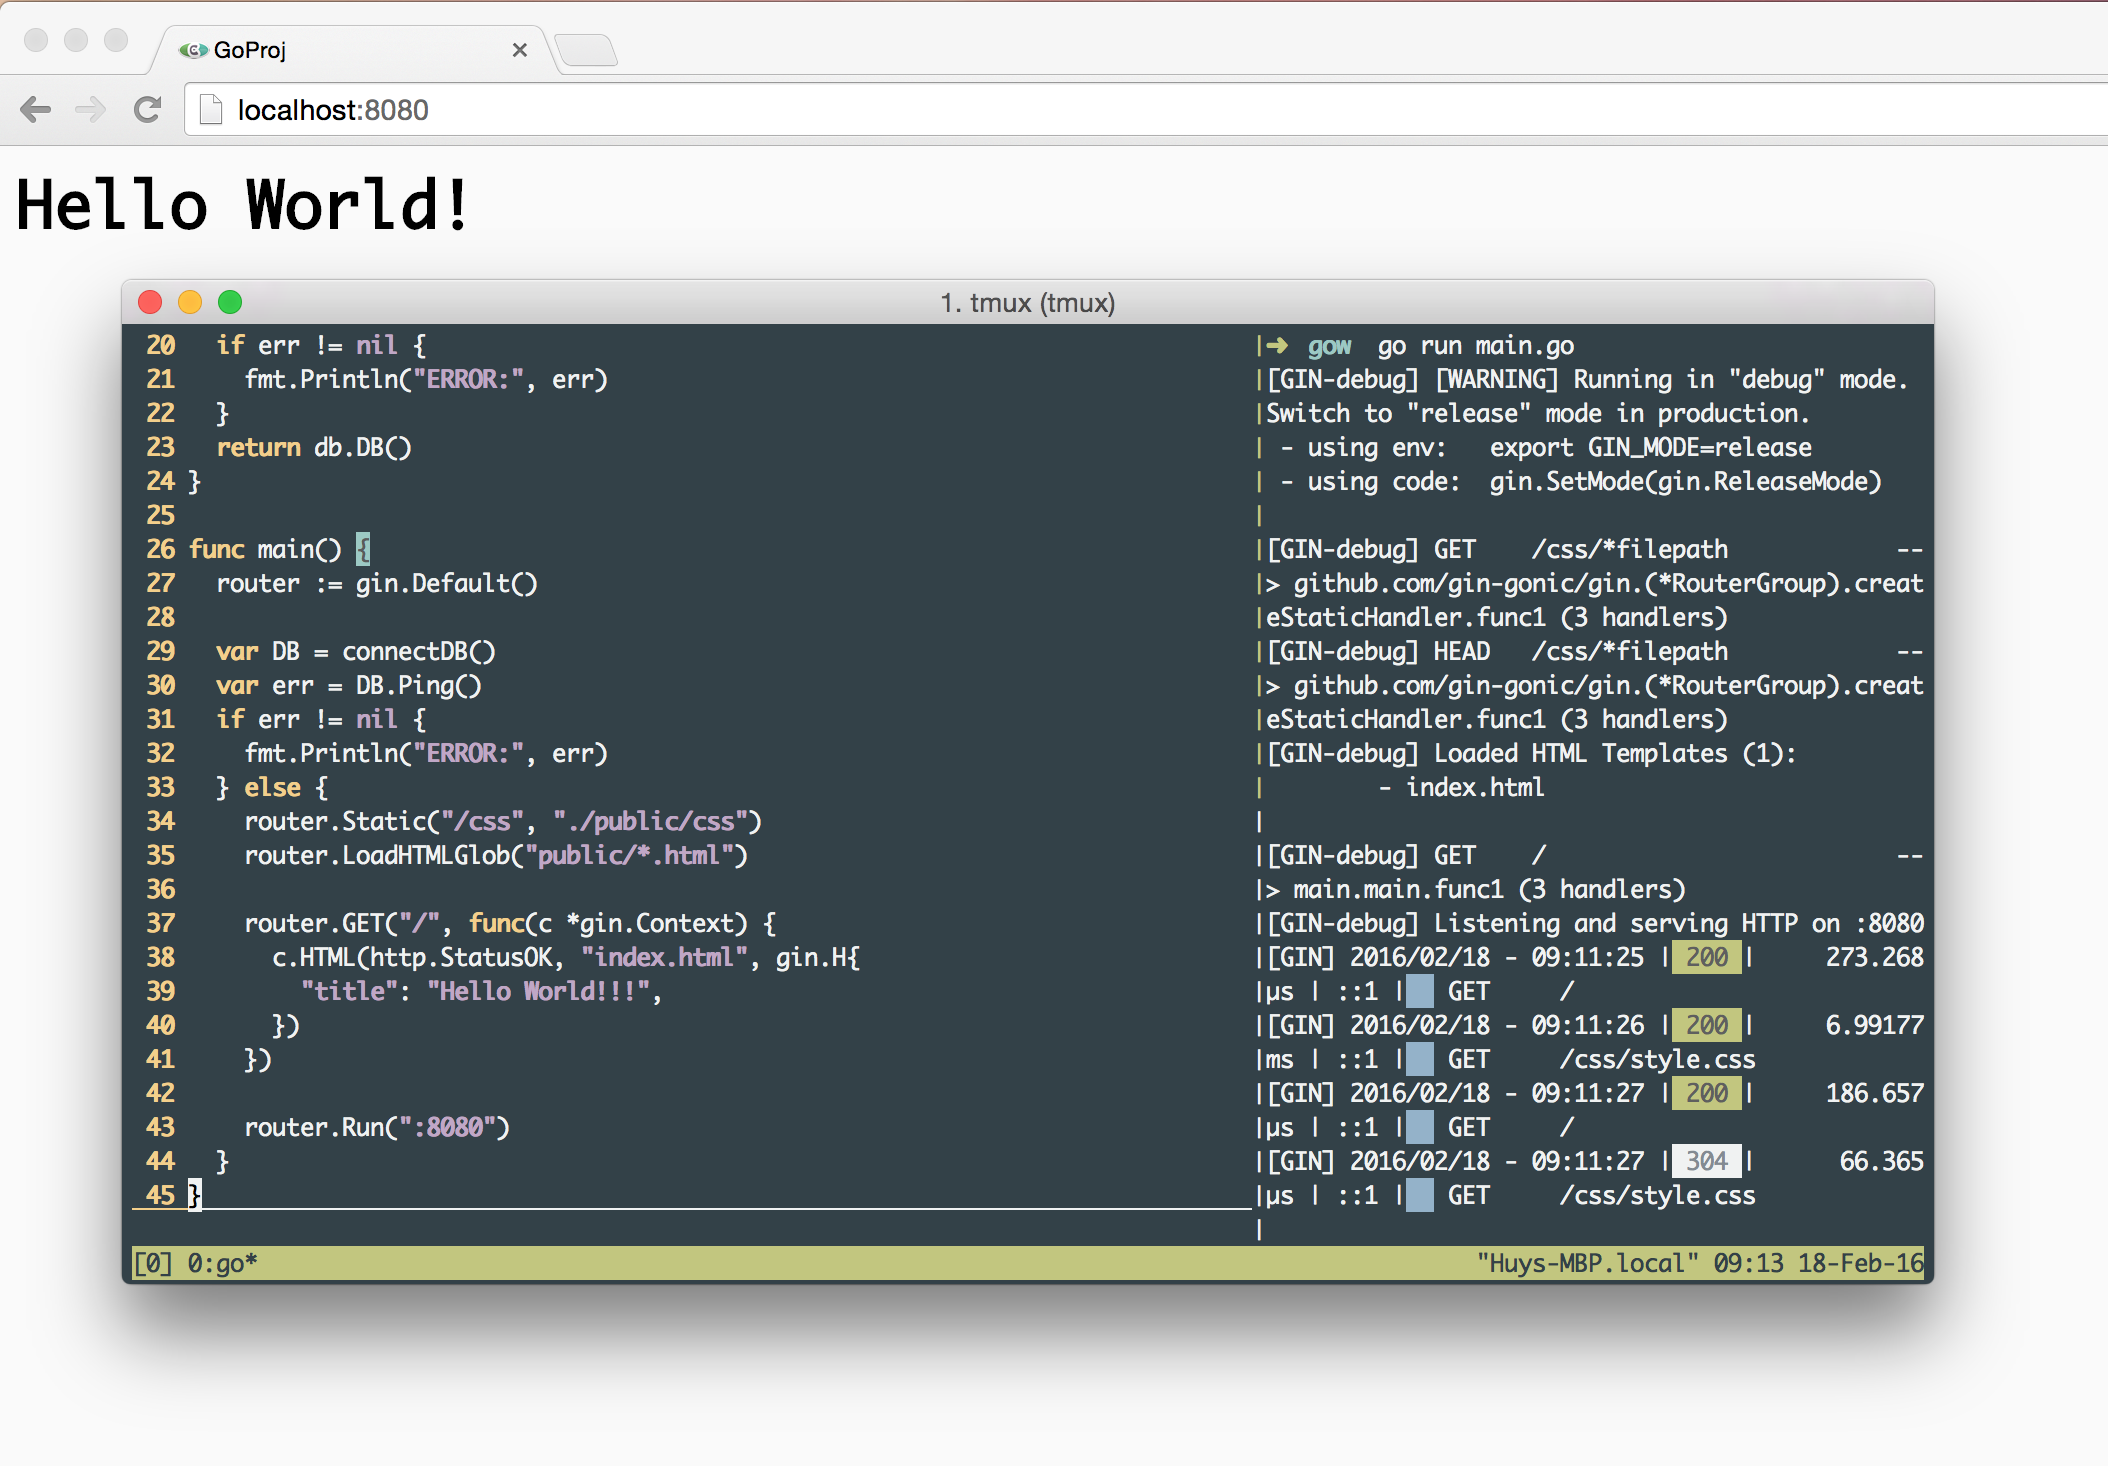 GoProj
localhost:8080
Hello World!
1. tmux (tmux)
20   if err != nil {
21     fmt.Println("ERROR:", err)
22   }
23   return db.DB()
24 }
25
26 func main() {
27   router := gin.Default()
28
29   var DB = connectDB()
30   var err = DB.Ping()
31   if err != nil {
32     fmt.Println("ERROR:", err)
33   } else {
34     router.Static("/css", "./public/css")
35     router.LoadHTMLGlob("public/*.html")
36
37     router.GET("/", func(c *gin.Context) {
38       c.HTML(http.StatusOK, "index.html", gin.H{
39         "title": "Hello World!!!",
40       })
41     })
42
43     router.Run(":8080")
44   }
45 }
|➜  gow  go run main.go
|[GIN-debug] [WARNING] Running in "debug" mode.
|Switch to "release" mode in production.
| - using env:   export GIN_MODE=release
| - using code:  gin.SetMode(gin.ReleaseMode)
|
|[GIN-debug] GET    /css/*filepath            --
|> github.com/gin-gonic/gin.(*RouterGroup).creat
|eStaticHandler.func1 (3 handlers)
|[GIN-debug] HEAD   /css/*filepath            --
|> github.com/gin-gonic/gin.(*RouterGroup).creat
|eStaticHandler.func1 (3 handlers)
|[GIN-debug] Loaded HTML Templates (1):
|        - index.html
|
|[GIN-debug] GET    /                         --
|> main.main.func1 (3 handlers)
|[GIN-debug] Listening and serving HTTP on :8080
|[GIN] 2016/02/18 - 09:11:25 | 200 |     273.268
|µs | ::1 |   GET     /
|[GIN] 2016/02/18 - 09:11:26 | 200 |     6.99177
|ms | ::1 |   GET     /css/style.css
|[GIN] 2016/02/18 - 09:11:27 | 200 |     186.657
|µs | ::1 |   GET     /
|[GIN] 2016/02/18 - 09:11:27 | 304 |      66.365
|µs | ::1 |   GET     /css/style.css
|
[0] 0:go*    "Huys-MBP.local" 09:13 18-Feb-16